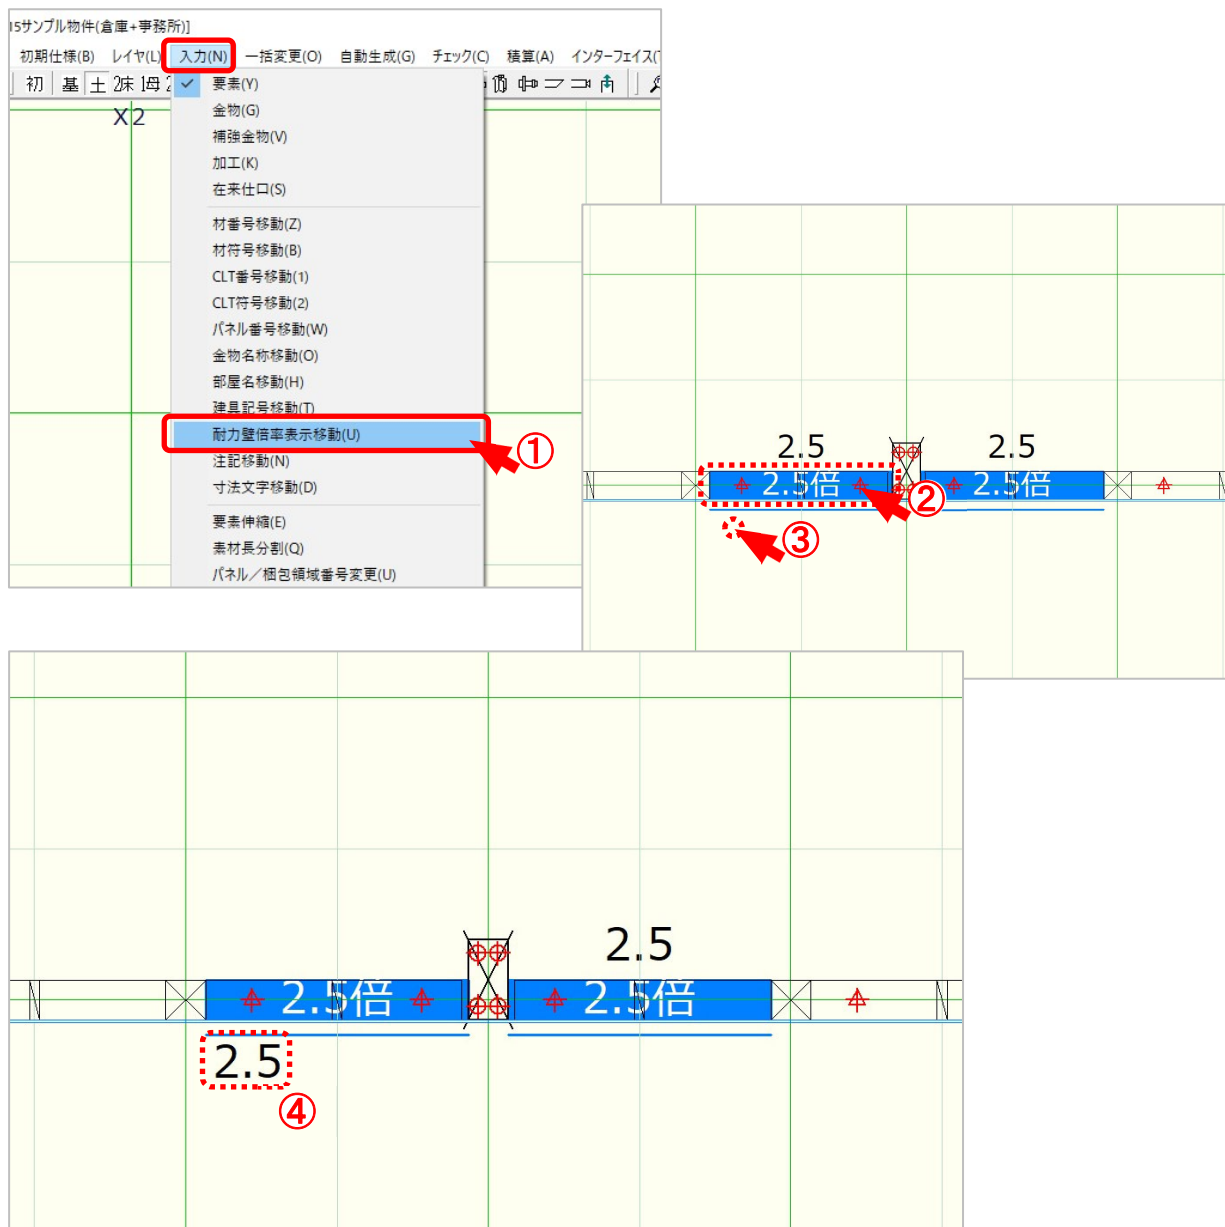 15サンプル物件(倉庫+事務所)]
初期仕様(B) レイヤ(L) 入力(N) 一括変更(O) 自動生成(G) チェック(C) 積算(A) インターフェイス(
初 基 土 2床 1母
X2
要素(Y)
金物(G)
補強金物(V)
加工(K)
在来仕口(S)
材番号移動(Z)
材符号移動(B)
CLT番号移動(1)
CLT符号移動(2)
パネル番号移動(W)
金物名称移動(O)
部屋名移動(H)
建具記号移動(T)
耐力壁倍率表示移動(U)
①
注記移動(N)
寸法文字移動(D)
要素伸縮(E)
素材長分割(Q)
パネル／梱包領域番号変更(U)
2.5 2.5
2.5倍 2.5倍
②
③
2.5
2.5倍 2.5倍
2.5
④